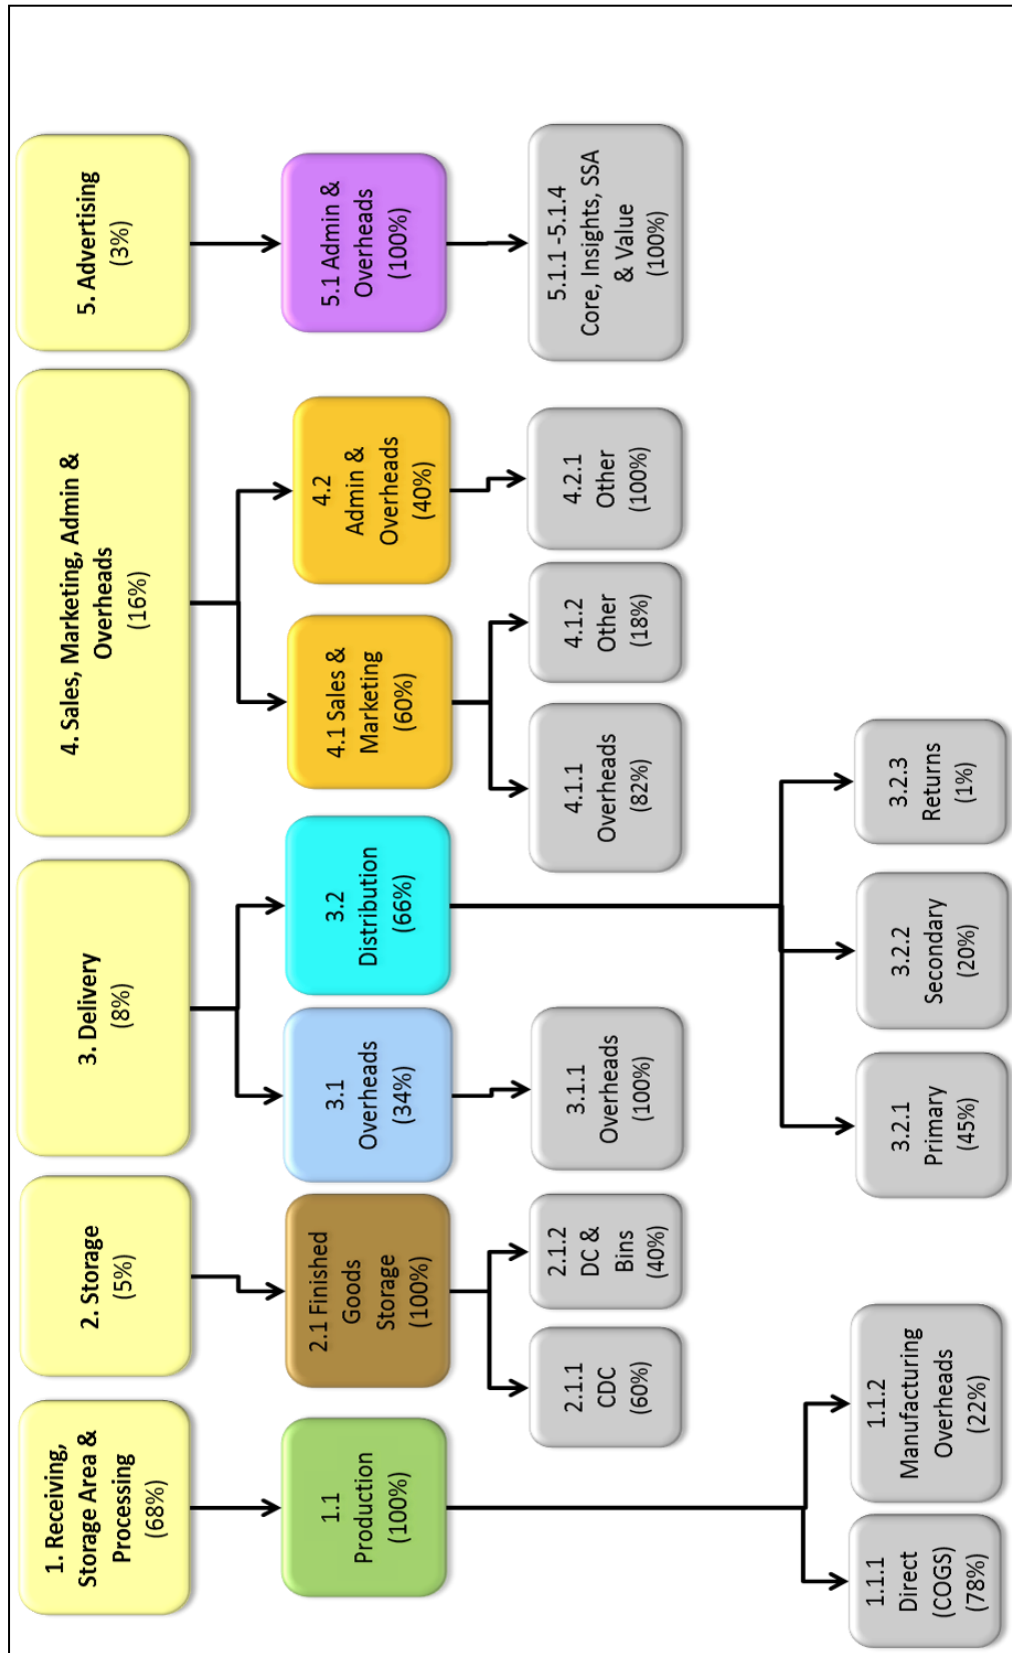 1. Receiving,
Storage Area &
Processing
(68%)
2. Storage
(5%)
3. Delivery
(8%)
4. Sales, Marketing, Admin &
Overheads
(16%)
5. Advertising
(3%)
1.1
Production
(100%)
2.1 Finished
Goods
Storage
(100%)
3.1
Overheads
(34%)
3.2
Distribution
(66%)
4.1 Sales &
Marketing
(60%)
4.2
Admin &
Overheads
(40%)
5.1 Admin &
Overheads
(100%)
2.1.1
CDC
(60%)
2.1.2
DC &
Bins
(40%)
3.1.1
Overheads
(100%)
4.1.1
Overheads
(82%)
4.1.2
Other
(18%)
4.2.1
Other
(100%)
5.1.1 -5.1.4
Core, Insights, SSA
& Value
(100%)
1.1.1
Direct
(COGS)
(78%)
1.1.2
Manufacturing
Overheads
(22%)
3.2.1
Primary
(45%)
3.2.2
Secondary
(20%)
3.2.3
Returns
(1%)